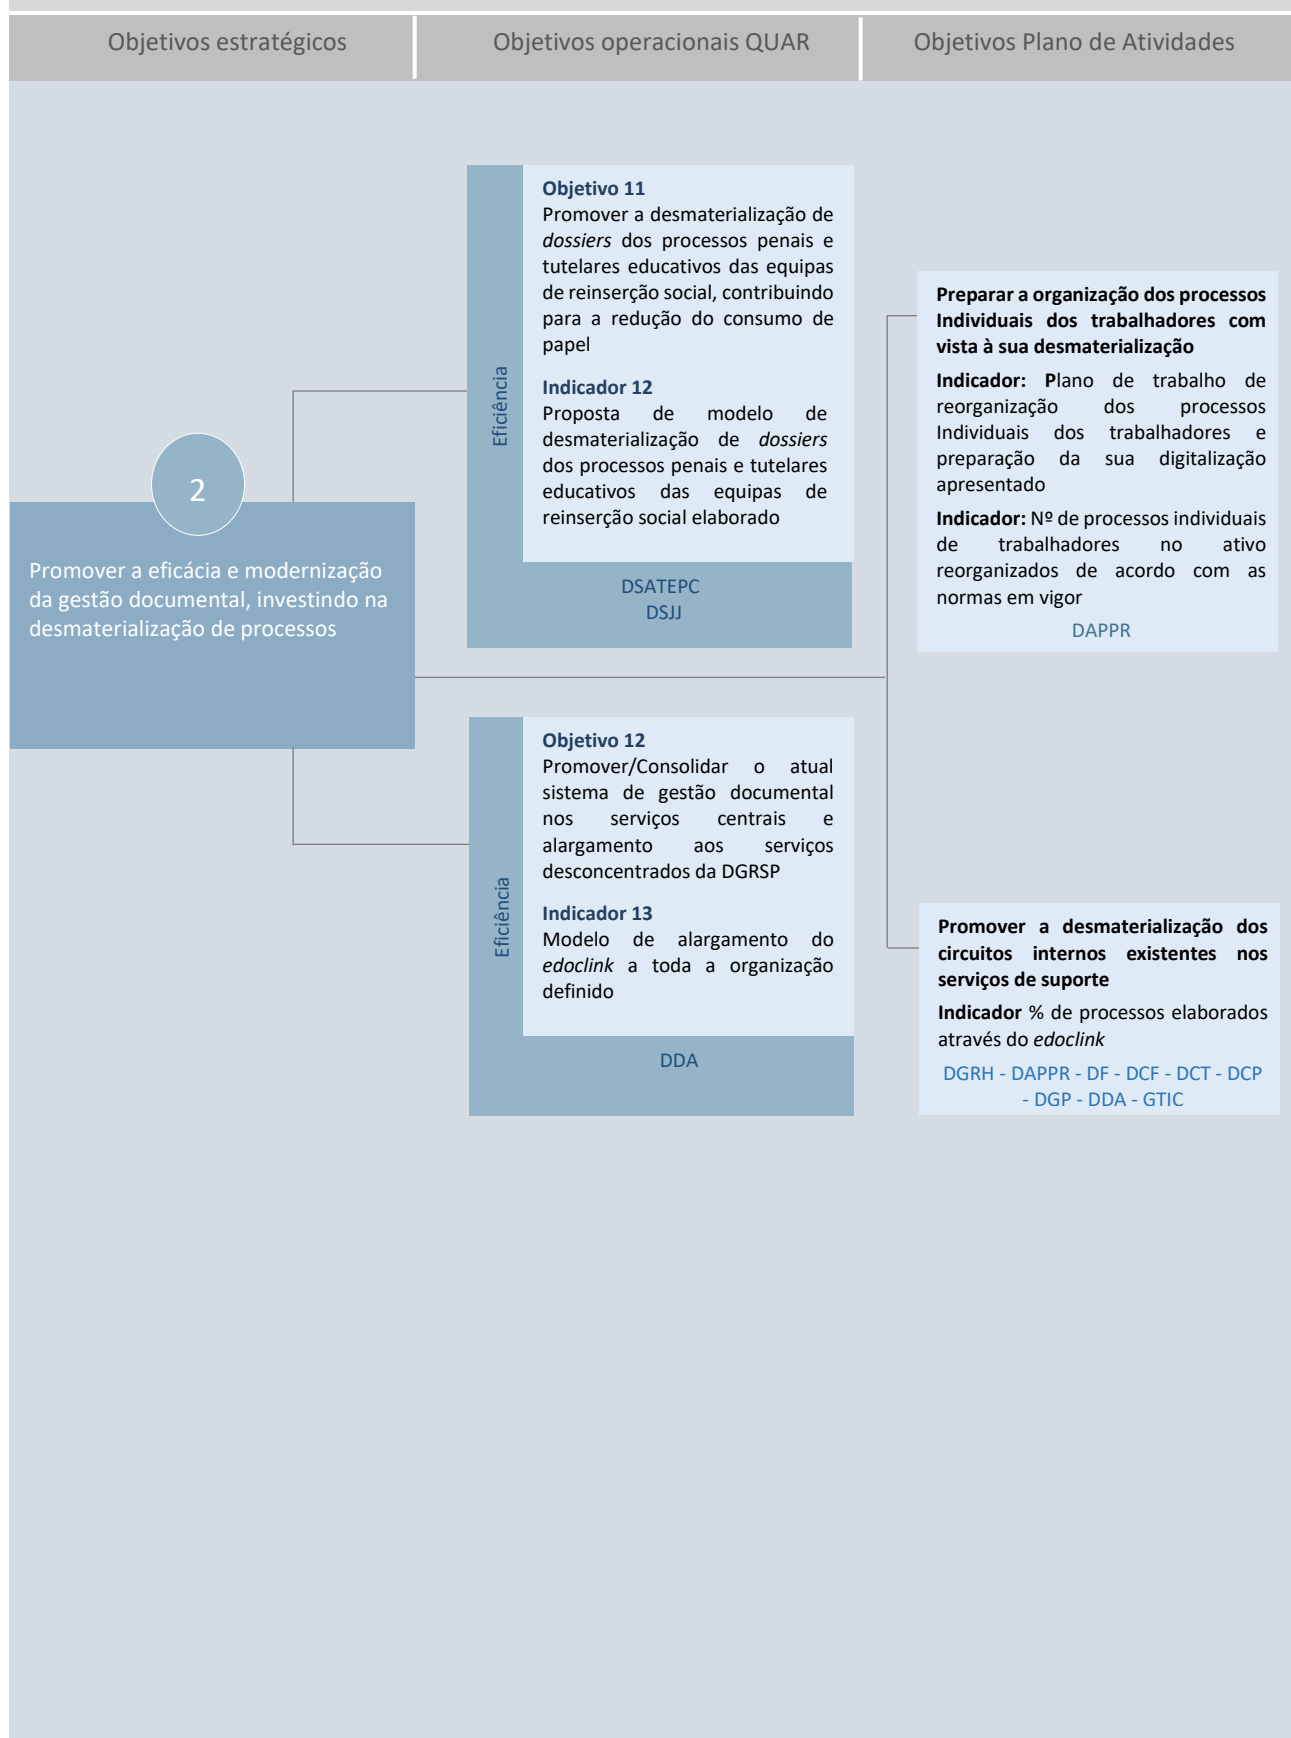 Objetivos estratégicos
Objetivos operacionais QUAR
Objetivos Plano de Atividades
2
Promover a eficácia e modernização
da gestão documental, investindo na
desmaterialização de processos
Eficiência
Objetivo 11
Promover a desmaterialização de
dossiers dos processos penais e
tutelares educativos das equipas
de reinserção social, contribuindo
para a redução do consumo de
papel
Indicador 12
Proposta de modelo de
desmaterialização de dossiers
dos processos penais e tutelares
educativos das equipas de
reinserção social elaborado
DSATEPC
DSJJ
Eficiência
Objetivo 12
Promover/Consolidar o atual
sistema de gestão documental
nos serviços centrais e
alargamento aos serviços
desconcentrados da DGRSP
Indicador 13
Modelo de alargamento do
edoclink a toda a organização
definido
DDA
Preparar a organização dos processos
Individuais dos trabalhadores com
vista à sua desmaterialização
Indicador: Plano de trabalho de
reorganização dos processos
Individuais dos trabalhadores e
preparação da sua digitalização
apresentado
Indicador: Nº de processos individuais
de trabalhadores no ativo
reorganizados de acordo com as
normas em vigor
DAPPR
Promover a desmaterialização dos
circuitos internos existentes nos
serviços de suporte
Indicador % de processos elaborados
através do edoclink
DGRH - DAPPR - DF - DCF - DCT - DCP
- DGP - DDA - GTIC